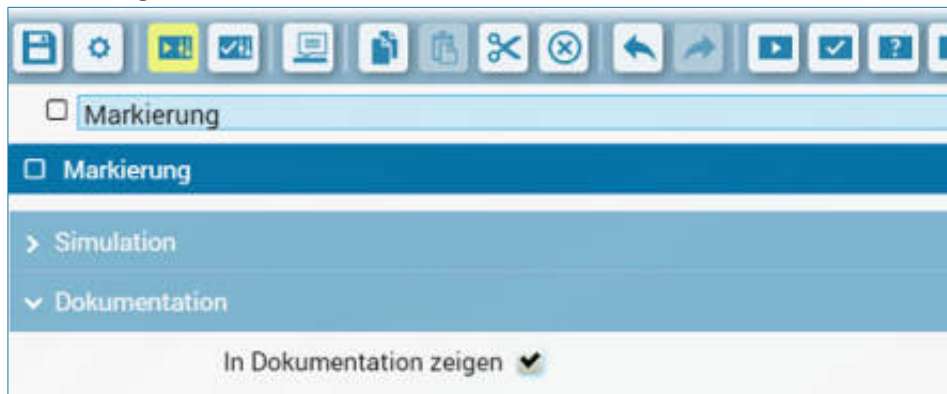 Markierung
Markierung
Simulation
Dokumentation
In Dokumentation zeigen